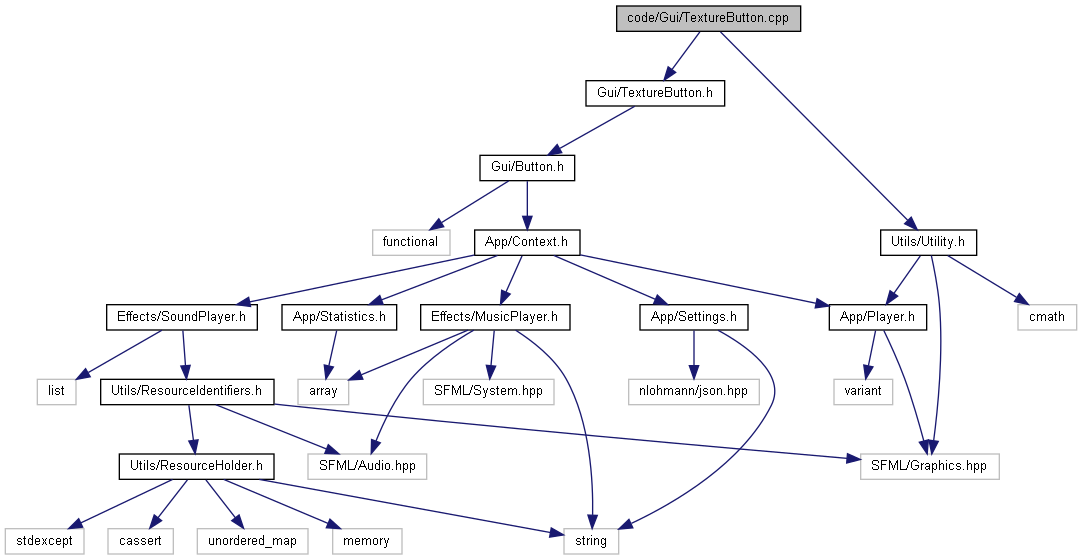 code/Gui/TextureButton.cpp
Gui/TextureButton.h
Gui/Button.h
functional
App/Context.h
Utils/Utility.h
Effects/SoundPlayer.h
App/Statistics.h
Effects/MusicPlayer.h
App/Settings.h
App/Player.h
cmath
list
Utils/ResourceIdentifiers.h
array
SFML/System.hpp
nlohmann/json.hpp
variant
Utils/ResourceHolder.h
SFML/Audio.hpp
SFML/Graphics.hpp
stdexcept
cassert
unordered_map
memory
string